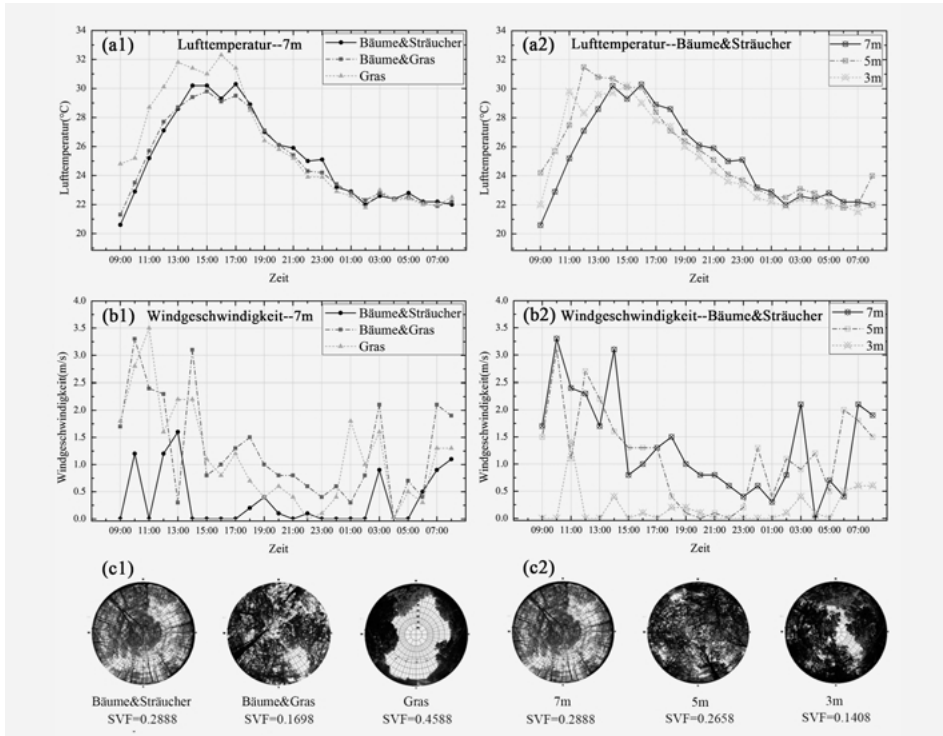 (a1) Lufttemperatur--7m
Bäume&Sträucher
Bäume&Gras
Gras
34
32
30
28
26
24
22
20
Lufttemperatur(°C)
09:00 11:00 13:00 15:00 17:00 19:00 21:00 23:00 01:00 03:00 05:00 07:00
Zeit
(a2) Lufttemperatur--Bäume&Sträucher
7m
5m
3m
34
32
30
28
26
24
22
20
Lufttemperatur(°C)
09:00 11:00 13:00 15:00 17:00 19:00 21:00 23:00 01:00 03:00 05:00 07:00
Zeit
(b1) Windgeschwindigkeit--7m
Bäume&Sträucher
Bäume&Gras
Gras
4.0
3.5
3.0
2.5
2.0
1.5
1.0
0.5
0.0
Windgeschwindigkeit(m/s)
09:00 11:00 13:00 15:00 17:00 19:00 21:00 23:00 01:00 03:00 05:00 07:00
Zeit
(b2) Windgeschwindigkeit--Bäume&Sträucher
7m
5m
3m
4.0
3.5
3.0
2.5
2.0
1.5
1.0
0.5
0.0
Windgeschwindigkeit(m/s)
09:00 11:00 13:00 15:00 17:00 19:00 21:00 23:00 01:00 03:00 05:00 07:00
Zeit
(c1)
Bäume&Sträucher
SVF=0.2888
Bäume&Gras
SVF=0.1698
Gras
SVF=0.4588
(c2)
7m
SVF=0.2888
5m
SVF=0.2658
3m
SVF=0.1408